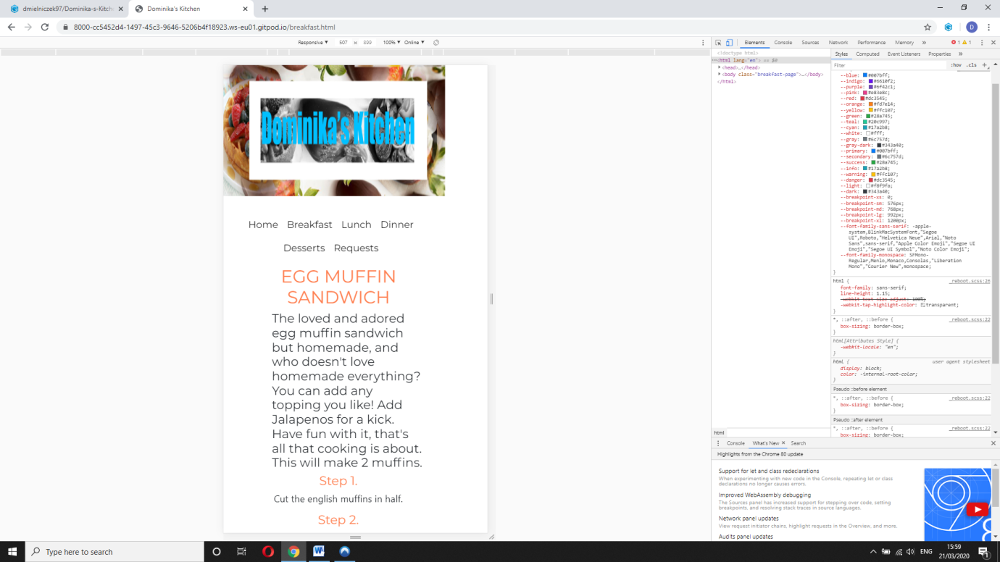 dmielniczek97/Dominika-s-Kitch
Dominika's Kitchen
8000-cc5452d4-1497-45c3-9646-5206b4f18923.ws-eu01.gitpod.io/breakfast.html
D
Responsive 507 × 899 100% Online
Dominika's Kitchen
Home Breakfast Lunch Dinner
Desserts Requests
EGG MUFFIN
SANDWICH
The loved and adored
egg muffin sandwich
but homemade, and
who doesn't love
homemade everything?
You can add any
topping you like! Add
Jalapenos for a kick.
Have fun with it, that's
all that cooking is about.
This will make 2 muffins.
Step 1.
Cut the english muffins in half.
Step 2.
Elements Console Sources Network Performance Memory » 1 1
<!doctype html>
<html lang="en"> == $0
<head>…</head>
<body class="breakfast-page">…</body>
</html>
html
Styles Computed Event Listeners Properties »
Filter :hov .cls +
--blue: #007bff;
--indigo: #6610f2;
--purple: #6f42c1;
--pink: #e83e8c;
--red: #dc3545;
--orange: #fd7e14;
--yellow: #ffc107;
--green: #28a745;
--teal: #20c997;
--cyan: #17a2b8;
--white: #fff;
--gray: #6c757d;
--gray-dark: #343a40;
--primary: #007bff;
--secondary: #6c757d;
--success: #28a745;
--info: #17a2b8;
--warning: #ffc107;
--danger: #dc3545;
--light: #f8f9fa;
--dark: #343a40;
--breakpoint-xs: 0;
--breakpoint-sm: 576px;
--breakpoint-md: 768px;
--breakpoint-lg: 992px;
--breakpoint-xl: 1200px;
--font-family-sans-serif: -apple-
system,BlinkMacSystemFont,"Segoe
UI",Roboto,"Helvetica Neue",Arial,"Noto
Sans",sans-serif,"Apple Color Emoji","Segoe UI
Emoji","Segoe UI Symbol","Noto Color Emoji";
--font-family-monospace: SFMono-
Regular,Menlo,Monaco,Consolas,"Liberation
Mono","Courier New",monospace;
}
html { _reboot.scss:26
font-family: sans-serif;
line-height: 1.15;
-webkit-text-size-adjust: 100%;
-webkit-tap-highlight-color: transparent;
}
*, ::after, ::before { _reboot.scss:22
box-sizing: border-box;
}
html[Attributes Style] {
-webkit-locale: "en";
}
html { user agent stylesheet
display: block;
color: -internal-root-color;
}
Pseudo ::before element
*, ::after, ::before { _reboot.scss:22
box-sizing: border-box;
}
Pseudo ::after element
*, ::after, ::before { _reboot.scss:22
box-sizing: border-box;
Console What's New Search
Highlights from the Chrome 80 update
Support for let and class redeclarations
When experimenting with new code in the Console, repeating let or class
declarations no longer causes errors.
Improved WebAssembly debugging
The Sources panel has increased support for stepping over code, setting
breakpoints, and resolving stack traces in source languages.
Network panel updates
View request initiator chains, highlight requests in the Overview, and more.
Audits panel updates
Type here to search
ENG
15:59
21/03/2020
1